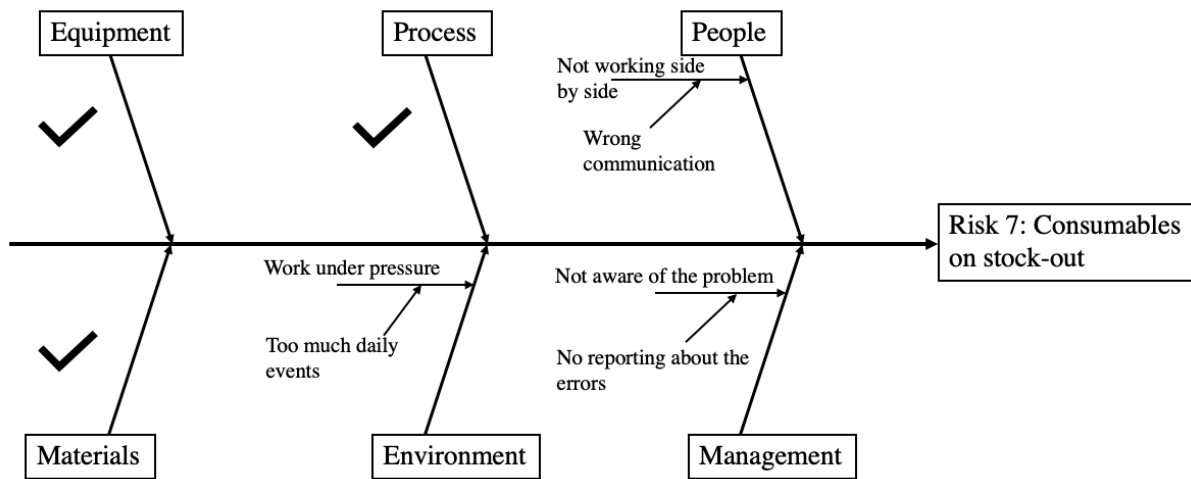 Equipment
Process
People
Not working side
by side
Wrong
communication
Risk 7: Consumables
on stock-out
Work under pressure
Not aware of the problem
Too much daily
events
No reporting about the
errors
Materials
Environment
Management